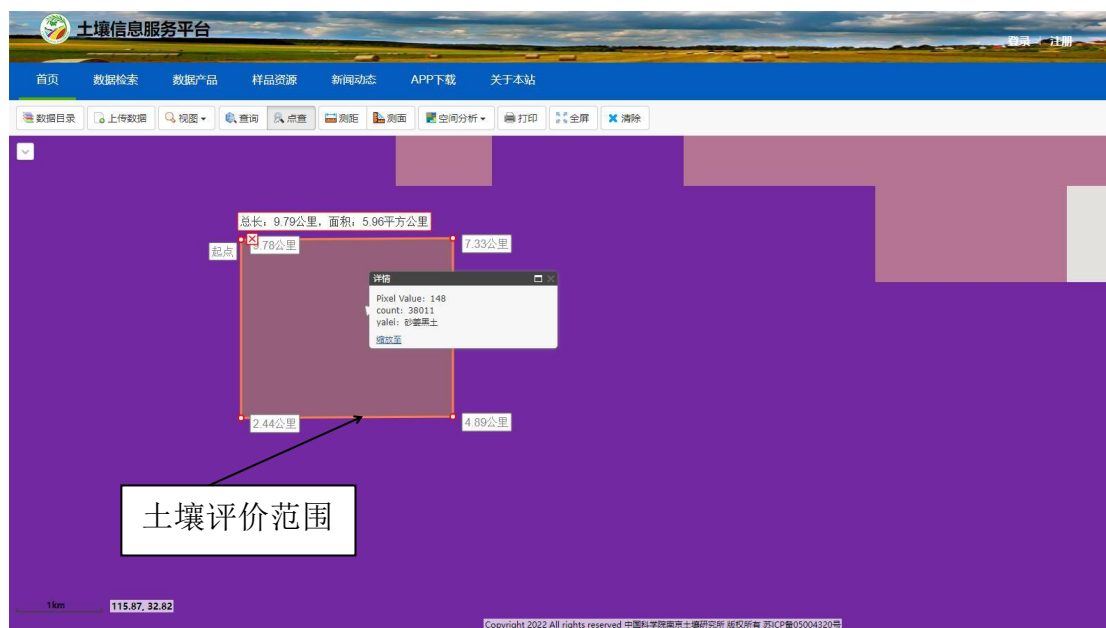 土壤信息服务平台
登录 注册
首页 数据检索 数据产品 样品资源 新闻动态 APP下载 关于本站
数据目录 上传数据 视图 查询 点查 测距 测面 空间分析 打印 全屏 清除
总长：9.79公里，面积：5.96平方公里
起点 9.78公里 7.33公里
详情
Pixel Value: 148
count: 38011
yalei: 砂姜黑土
缩放至
2.44公里 4.89公里
土壤评价范围
1km 115.87, 32.82
Copyright 2022 All rights reserved 中国科学院南京土壤研究所 版权所有 苏ICP备05004320号